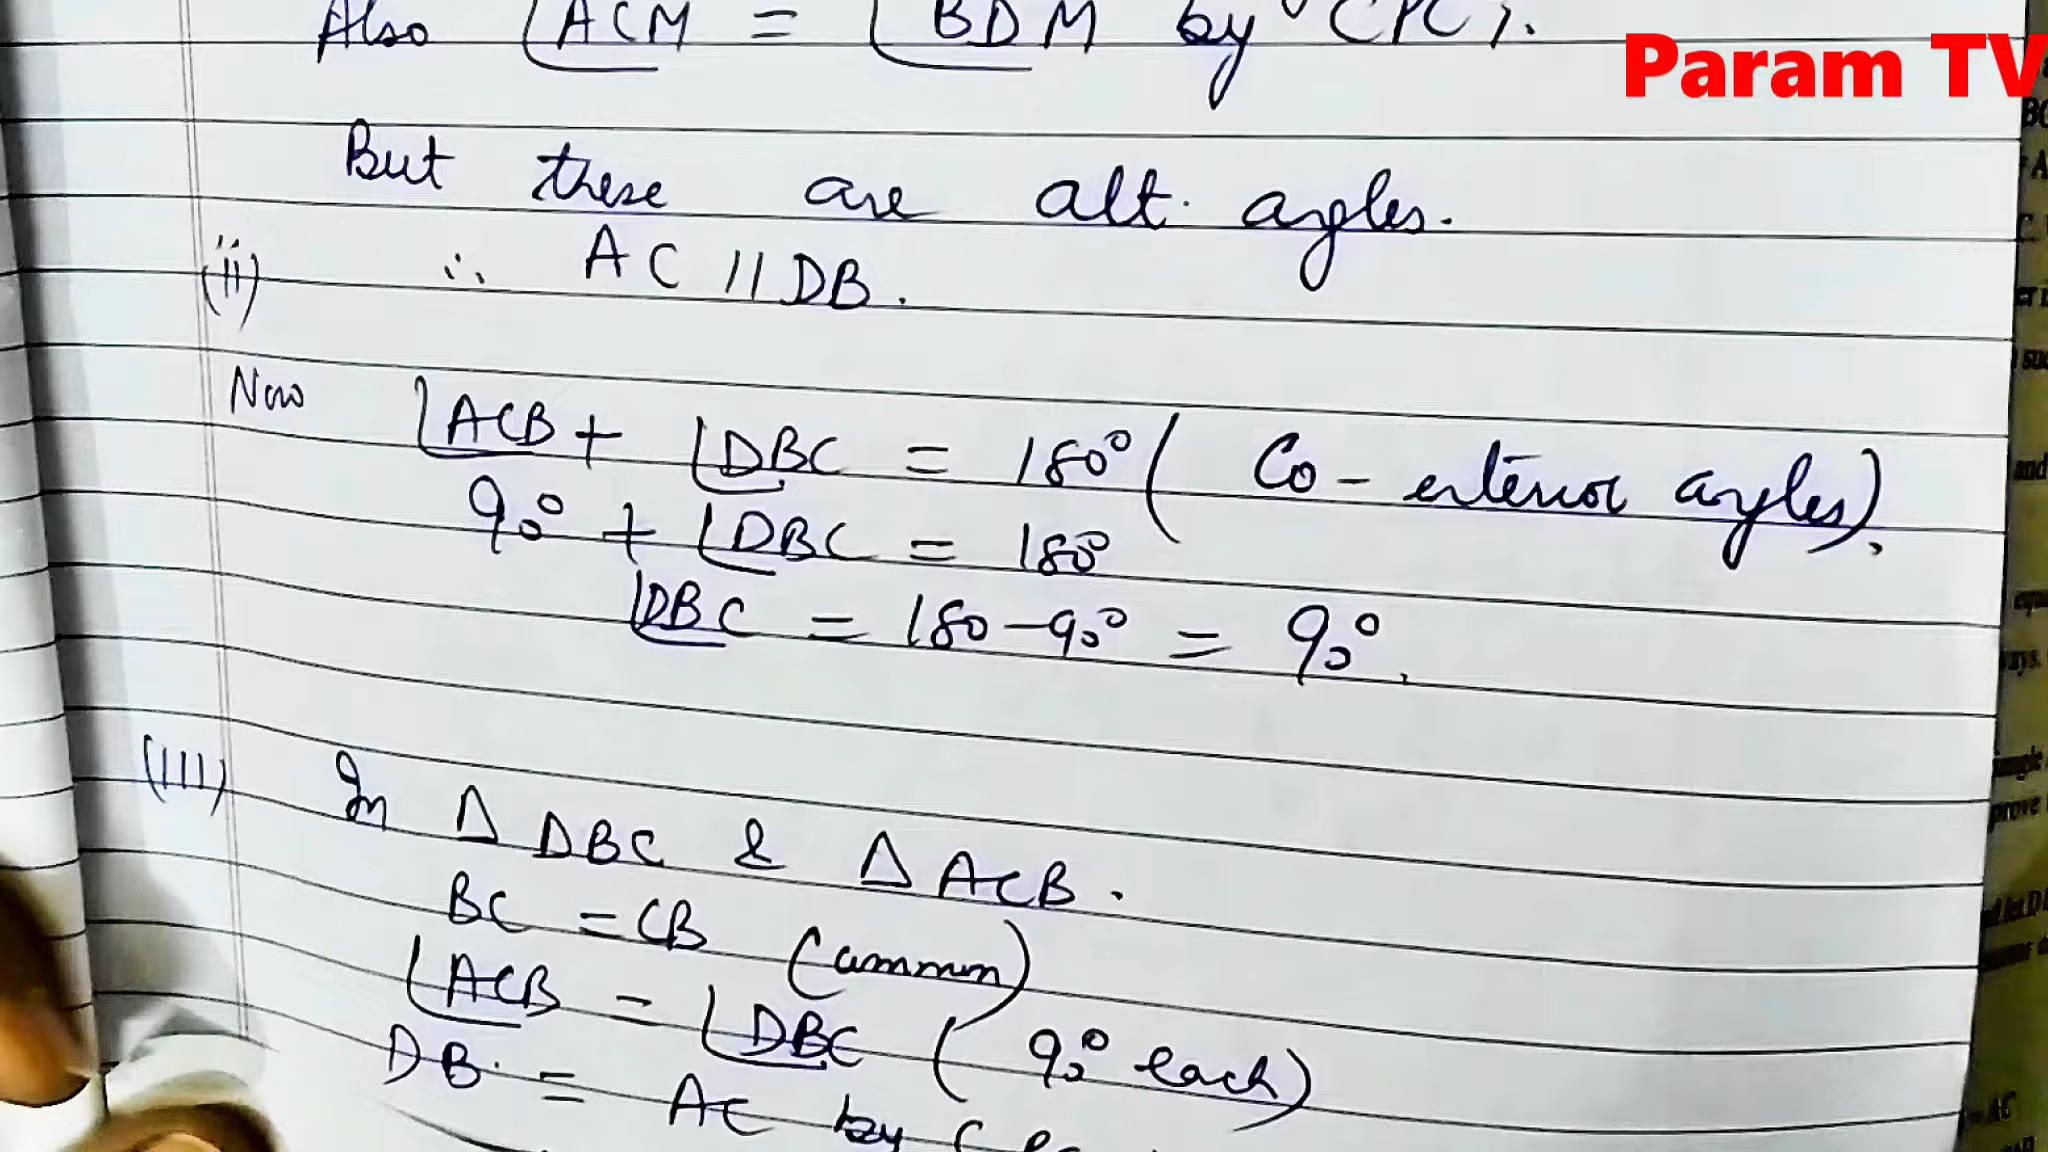 Also ∠ACM = ∠BDM by CPCT.
Param TV
But these are alt. angles.
(ii) ∴ AC || DB.
Now ∠ACB + ∠DBC = 180° (Co-exterior angles).
90° + ∠DBC = 180°
∠DBC = 180 - 90° = 90°.
(III) In Δ DBC & Δ ACB.
BC = CB (common)
∠ACB = ∠DBC (90° each)
DB = AC by